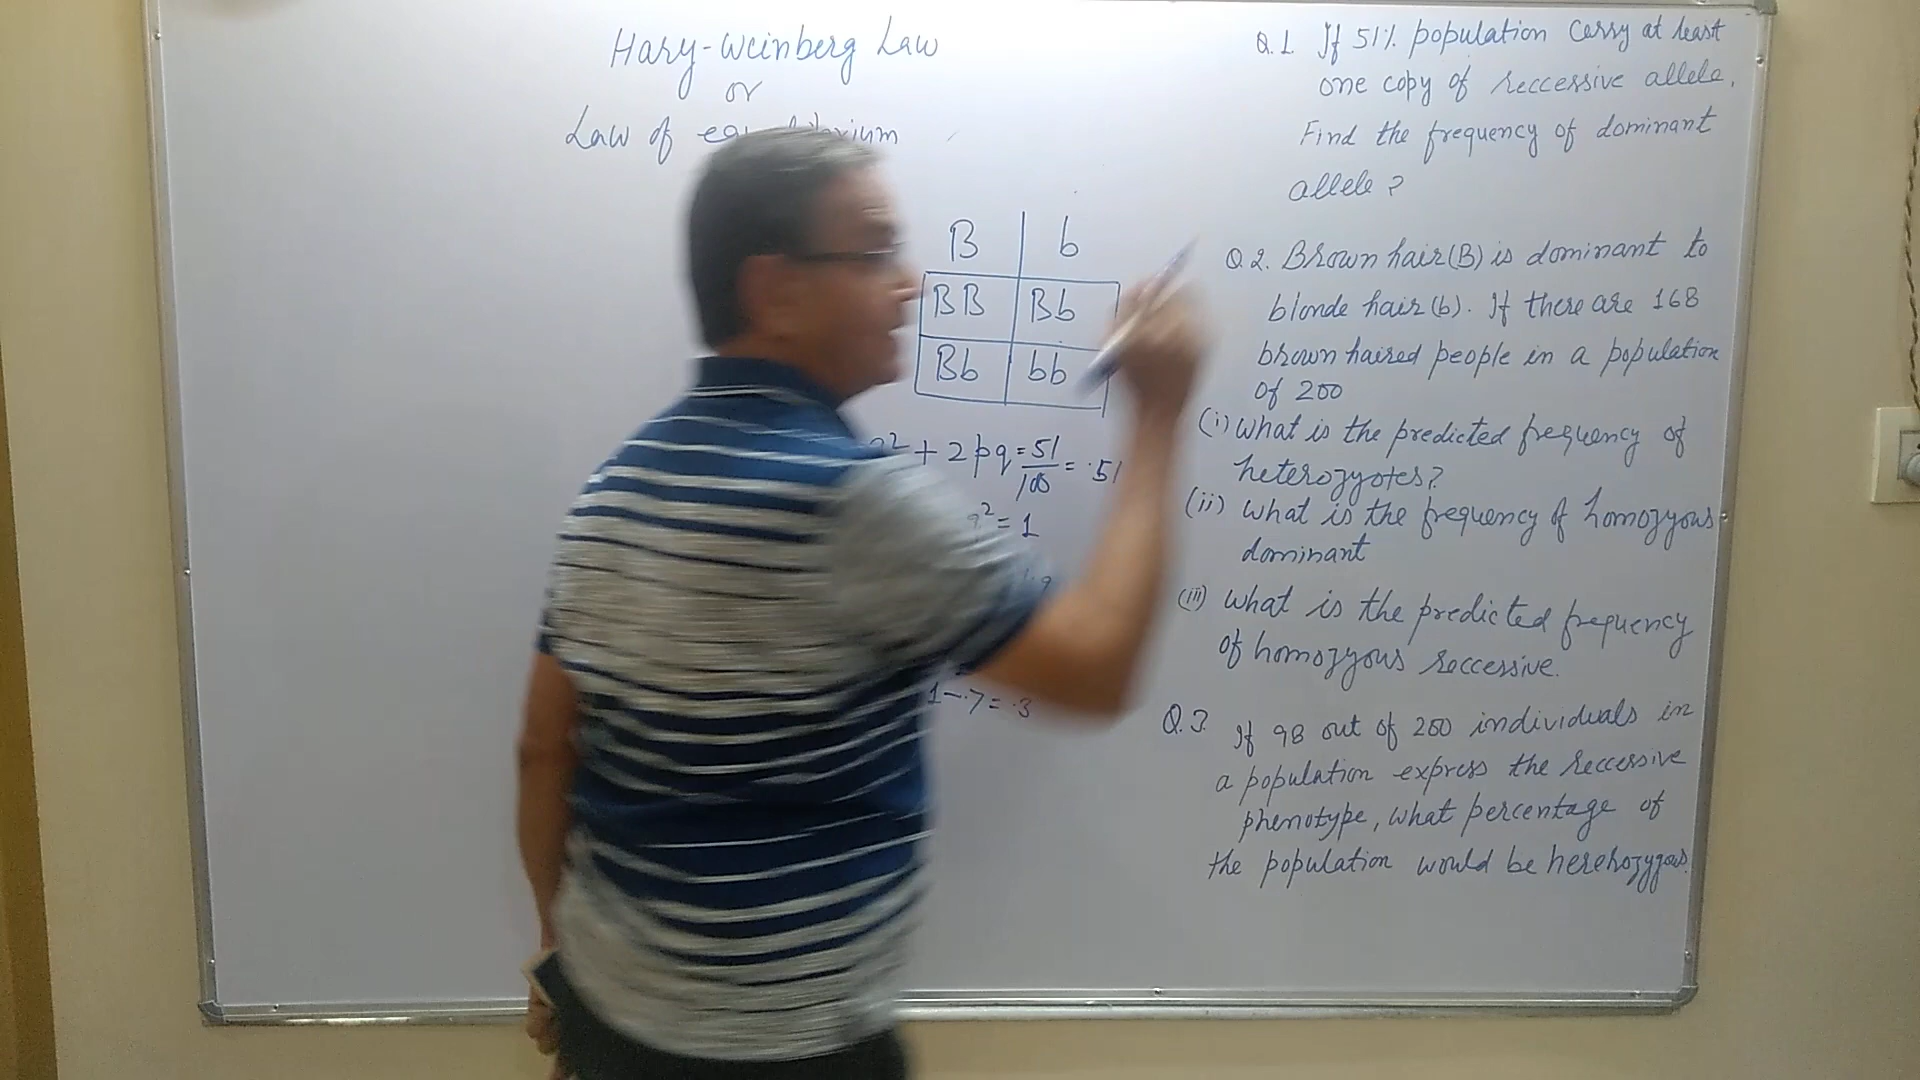 Hary-Weinberg Law
or
Law of equilibrium
B b
BB Bb
Bb bb
+ 2pq = 51/100 = .51
= 1
1 - .7 = .3
Q.1. If 51% population carry at least
one copy of reccessive allele.
Find the frequency of dominant
allele?
Q.2. Brown hair (B) is dominant to
blonde hair (b). If there are 168
brown haired people in a population
of 200
(i) What is the predicted frequency of
heterozyotes?
(ii) What is the frequency of homozyous
dominant
(iii) What is the predicted frequency
of homozyous reccessive.
Q.3. If 98 out of 200 individuals in
a population express the reccessive
phenotype, what percentage of
the population would be herehozygous.